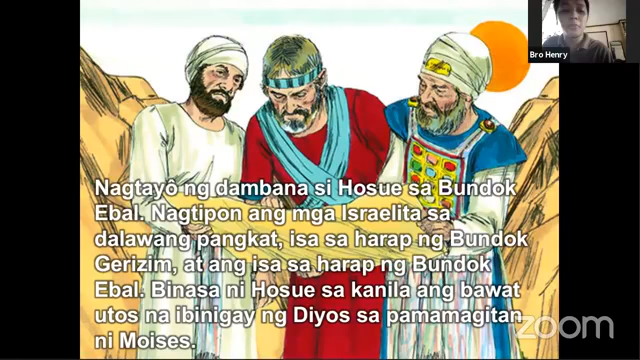 Bro Henry
Nagtayô ng dambana si Hosue sa Bundok
Ebal. Nagtipon ang mga Israelita sa
dalawang pangkat, isa sa harap ng Bundok
Gerizim, at ang isa sa harap ng Bundok
Ebal. Binasa ni Hosue sa kanila ang bawat
utos na ibinigay ng Diyos sa pamamagitan
ni Moises.
zoom